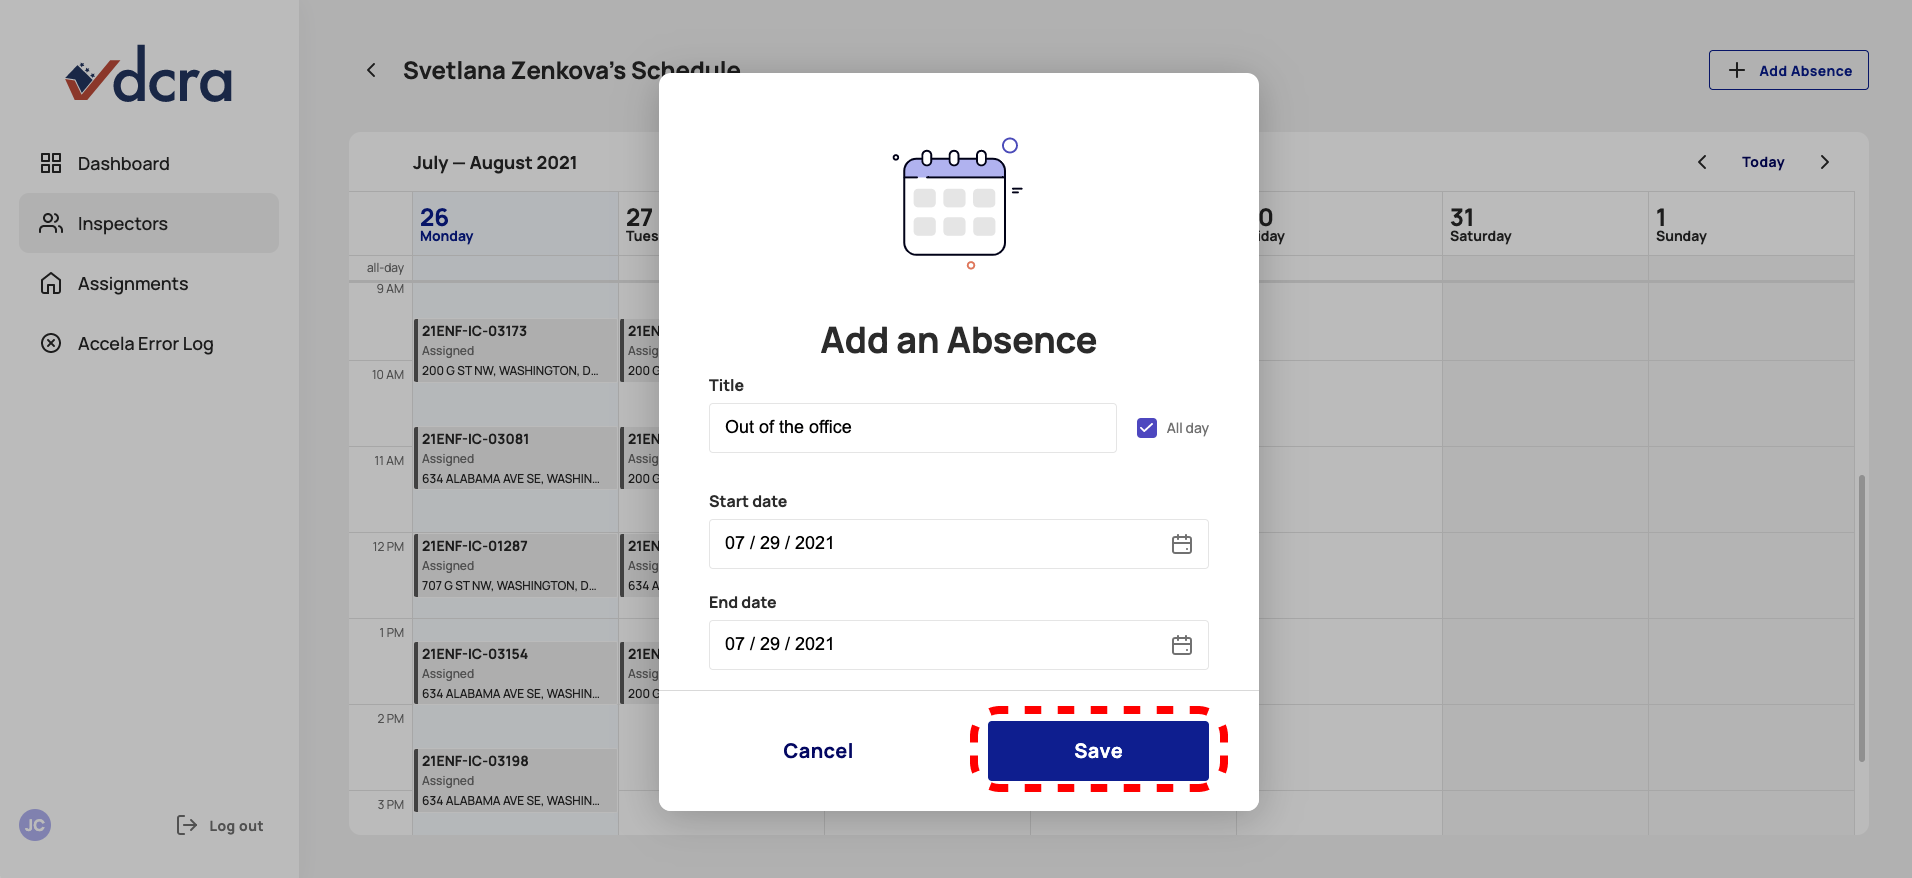 dcra
Dashboard
Inspectors
Assignments
Accela Error Log
JC
Log out
Svetlana Zenkova's Schedule
Add Absence
July — August 2021
Today
26
Monday
27
Tues
0
iday
31
Saturday
1
Sunday
all-day
9 AM
10 AM
11 AM
12 PM
1 PM
2 PM
3 PM
21ENF-IC-03173
Assigned
200 G ST NW, WASHINGTON, D...
21ENF-IC-03081
Assigned
634 ALABAMA AVE SE, WASHIN...
21ENF-IC-01287
Assigned
707 G ST NW, WASHINGTON, D...
21ENF-IC-03154
Assigned
634 ALABAMA AVE SE, WASHIN...
21ENF-IC-03198
Assigned
634 ALABAMA AVE SE, WASHIN...
21EN
Assig
200 G
21EN
Assig
200 G
21EN
Assig
634 A
21EN
Assig
200 G
Add an Absence
Title
Out of the office
All day
Start date
07 / 29 / 2021
End date
07 / 29 / 2021
Cancel
Save